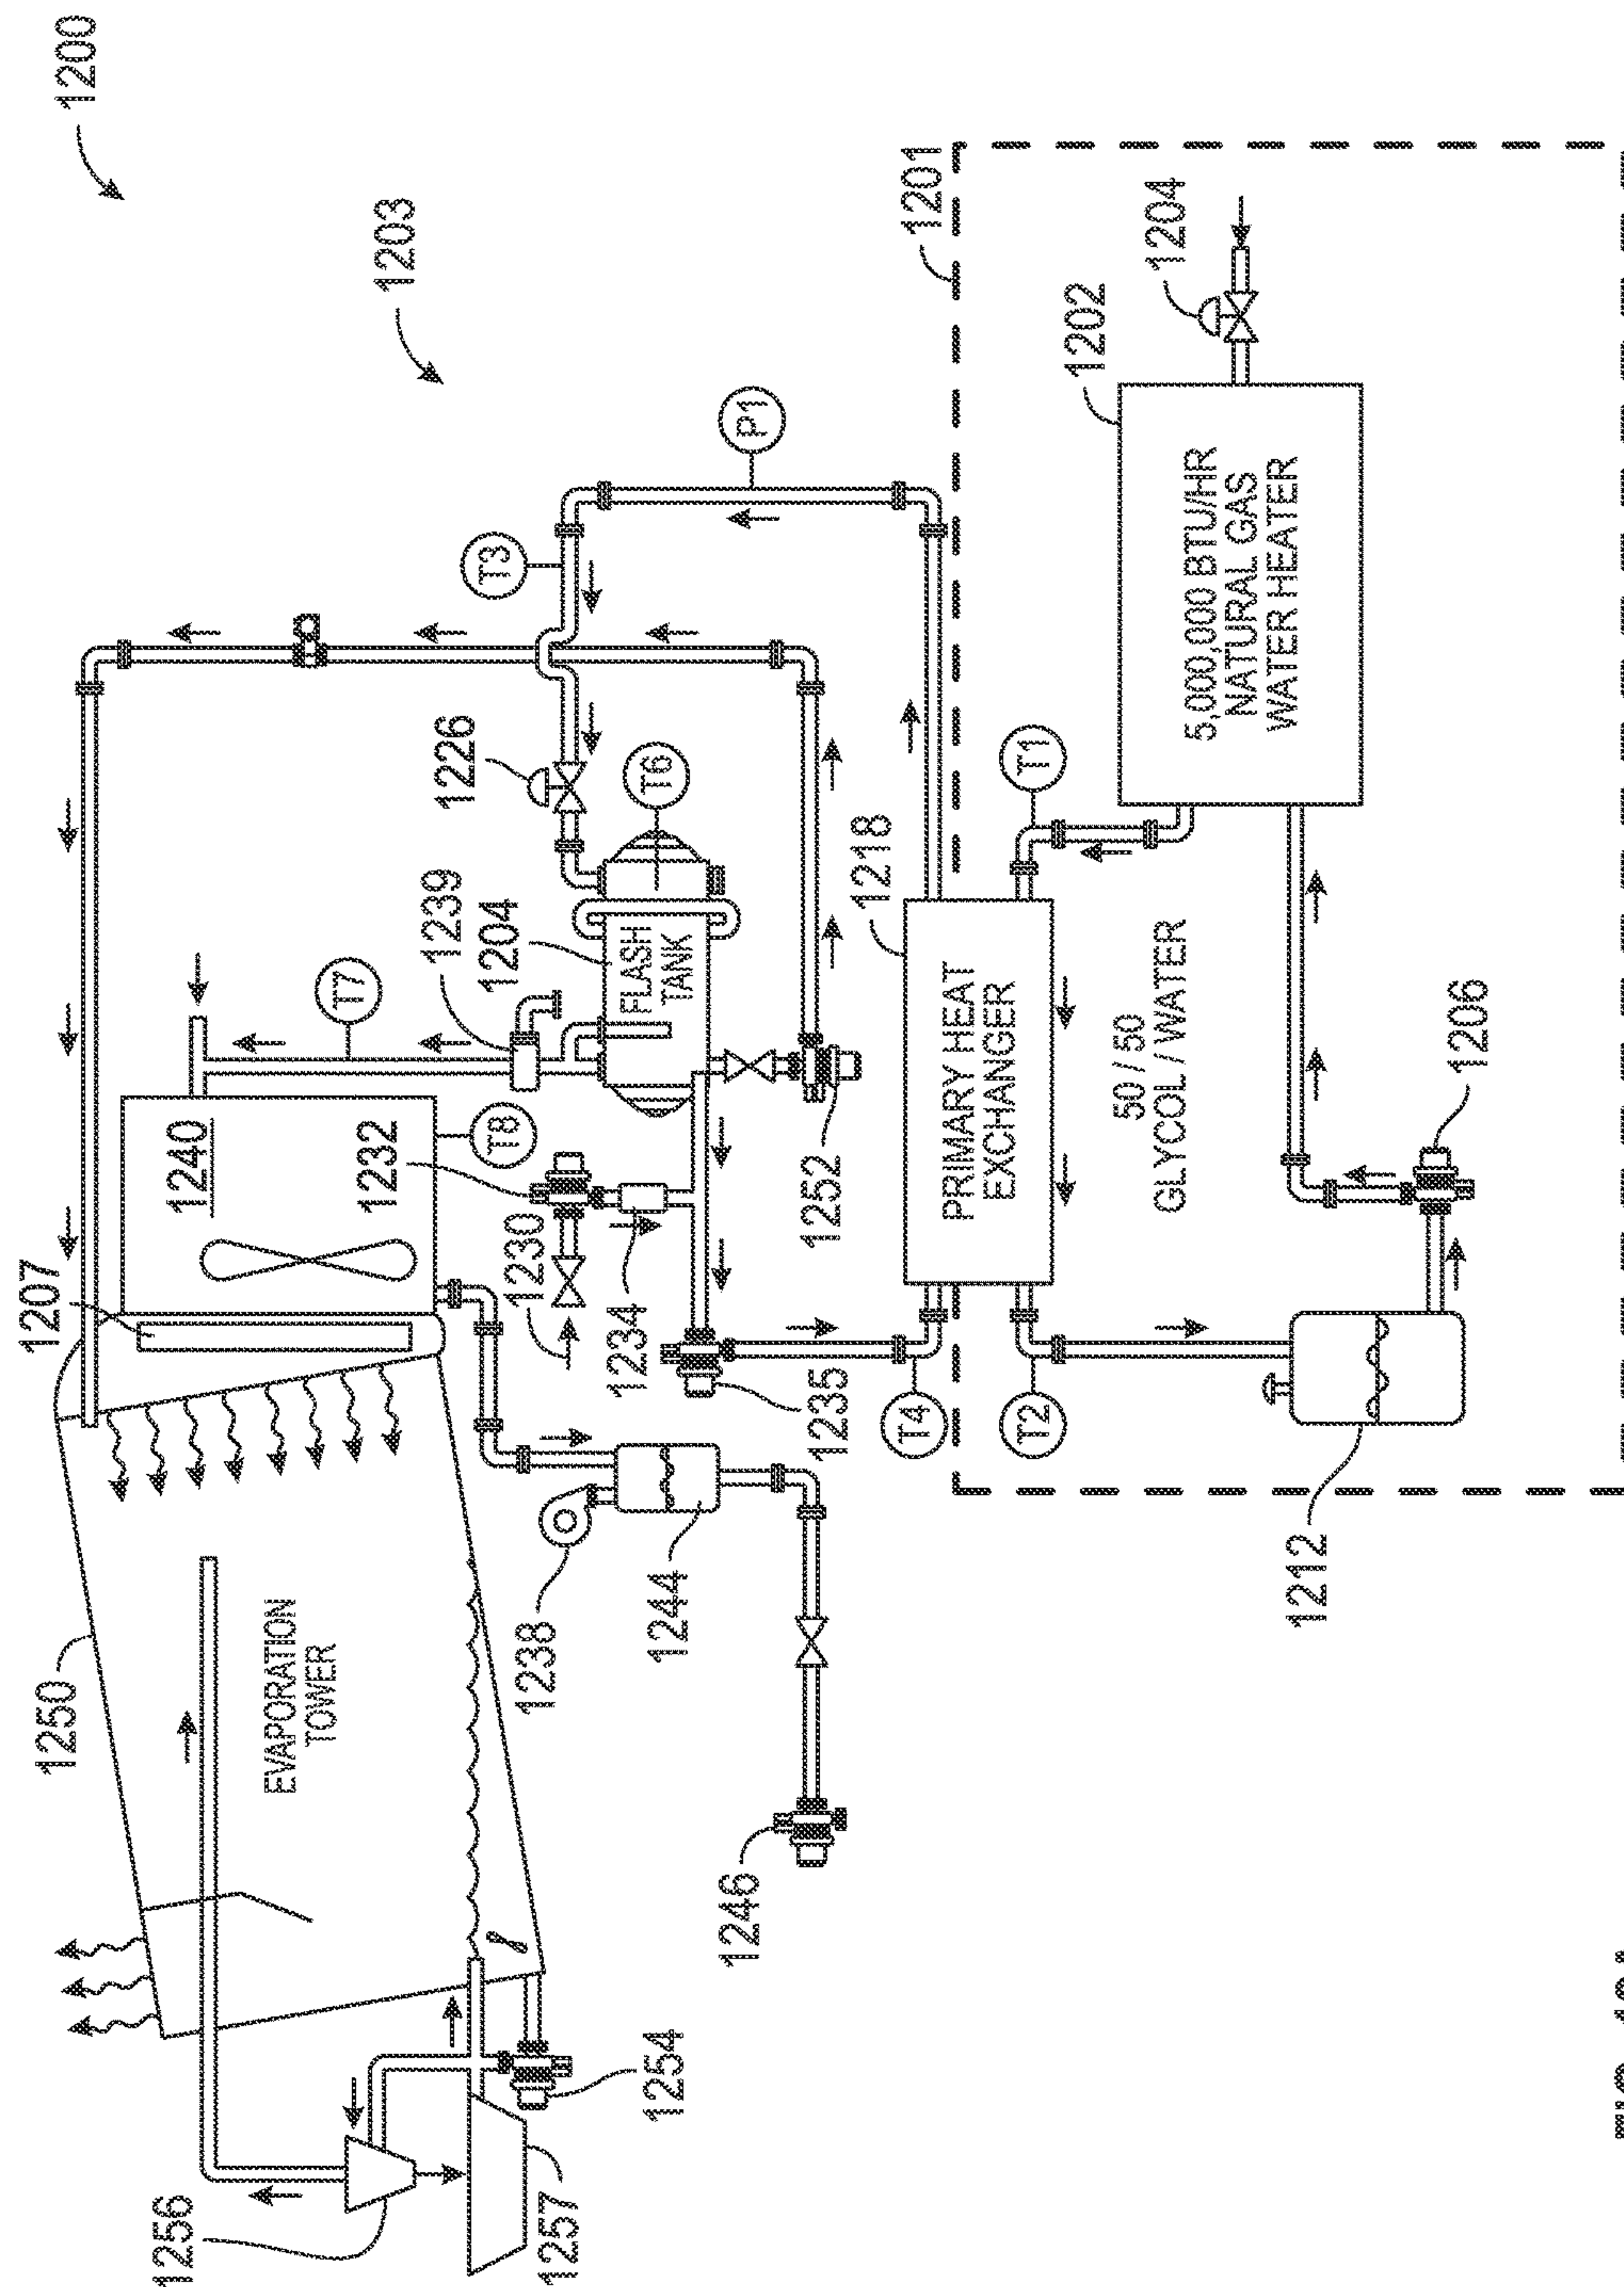 1200
1203
1201
1204
1202
5,000,000 BTU/HR
NATURAL GAS
WATER HEATER
P1
T3
T1
1226
T6
1218
1239
1204
FLASH
TANK
T7
PRIMARY HEAT
EXCHANGER
50 / 50
GLYCOL / WATER
1206
1240
1232
T8
1252
1207
1230
1234
1235
T4
T2
1212
1250
EVAPORATION
TOWER
1238
1244
1246
1254
1256
1257